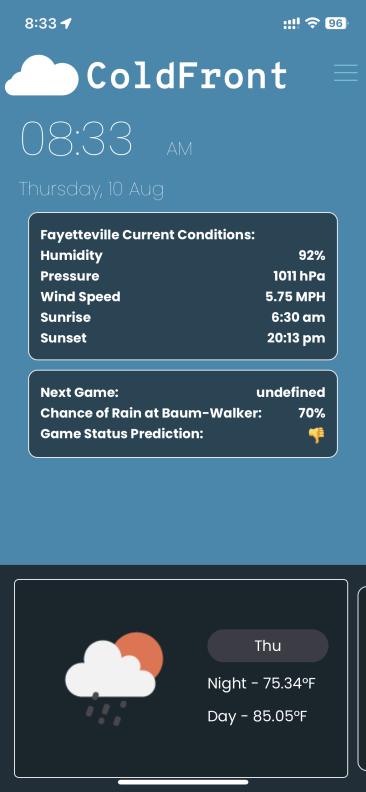 8:33
96
ColdFront
08:33 AM
Thursday, 10 Aug
Fayetteville Current Conditions:
Humidity 92%
Pressure 1011 hPa
Wind Speed 5.75 MPH
Sunrise 6:30 am
Sunset 20:13 pm
Next Game: undefined
Chance of Rain at Baum-Walker: 70%
Game Status Prediction: 👎
Thu
Night - 75.34°F
Day - 85.05°F